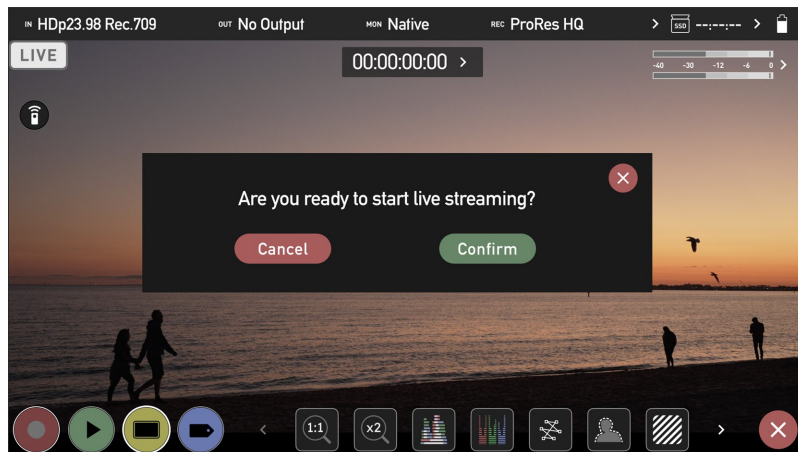 IN HDp23.98 Rec.709 OUT No Output MON Native REC ProRes HQ > SSD --:--:-- >
LIVE
00:00:00:00 >
-40 -30 -12 -6 0 >
Are you ready to start live streaming?
Cancel Confirm
1:1 x2